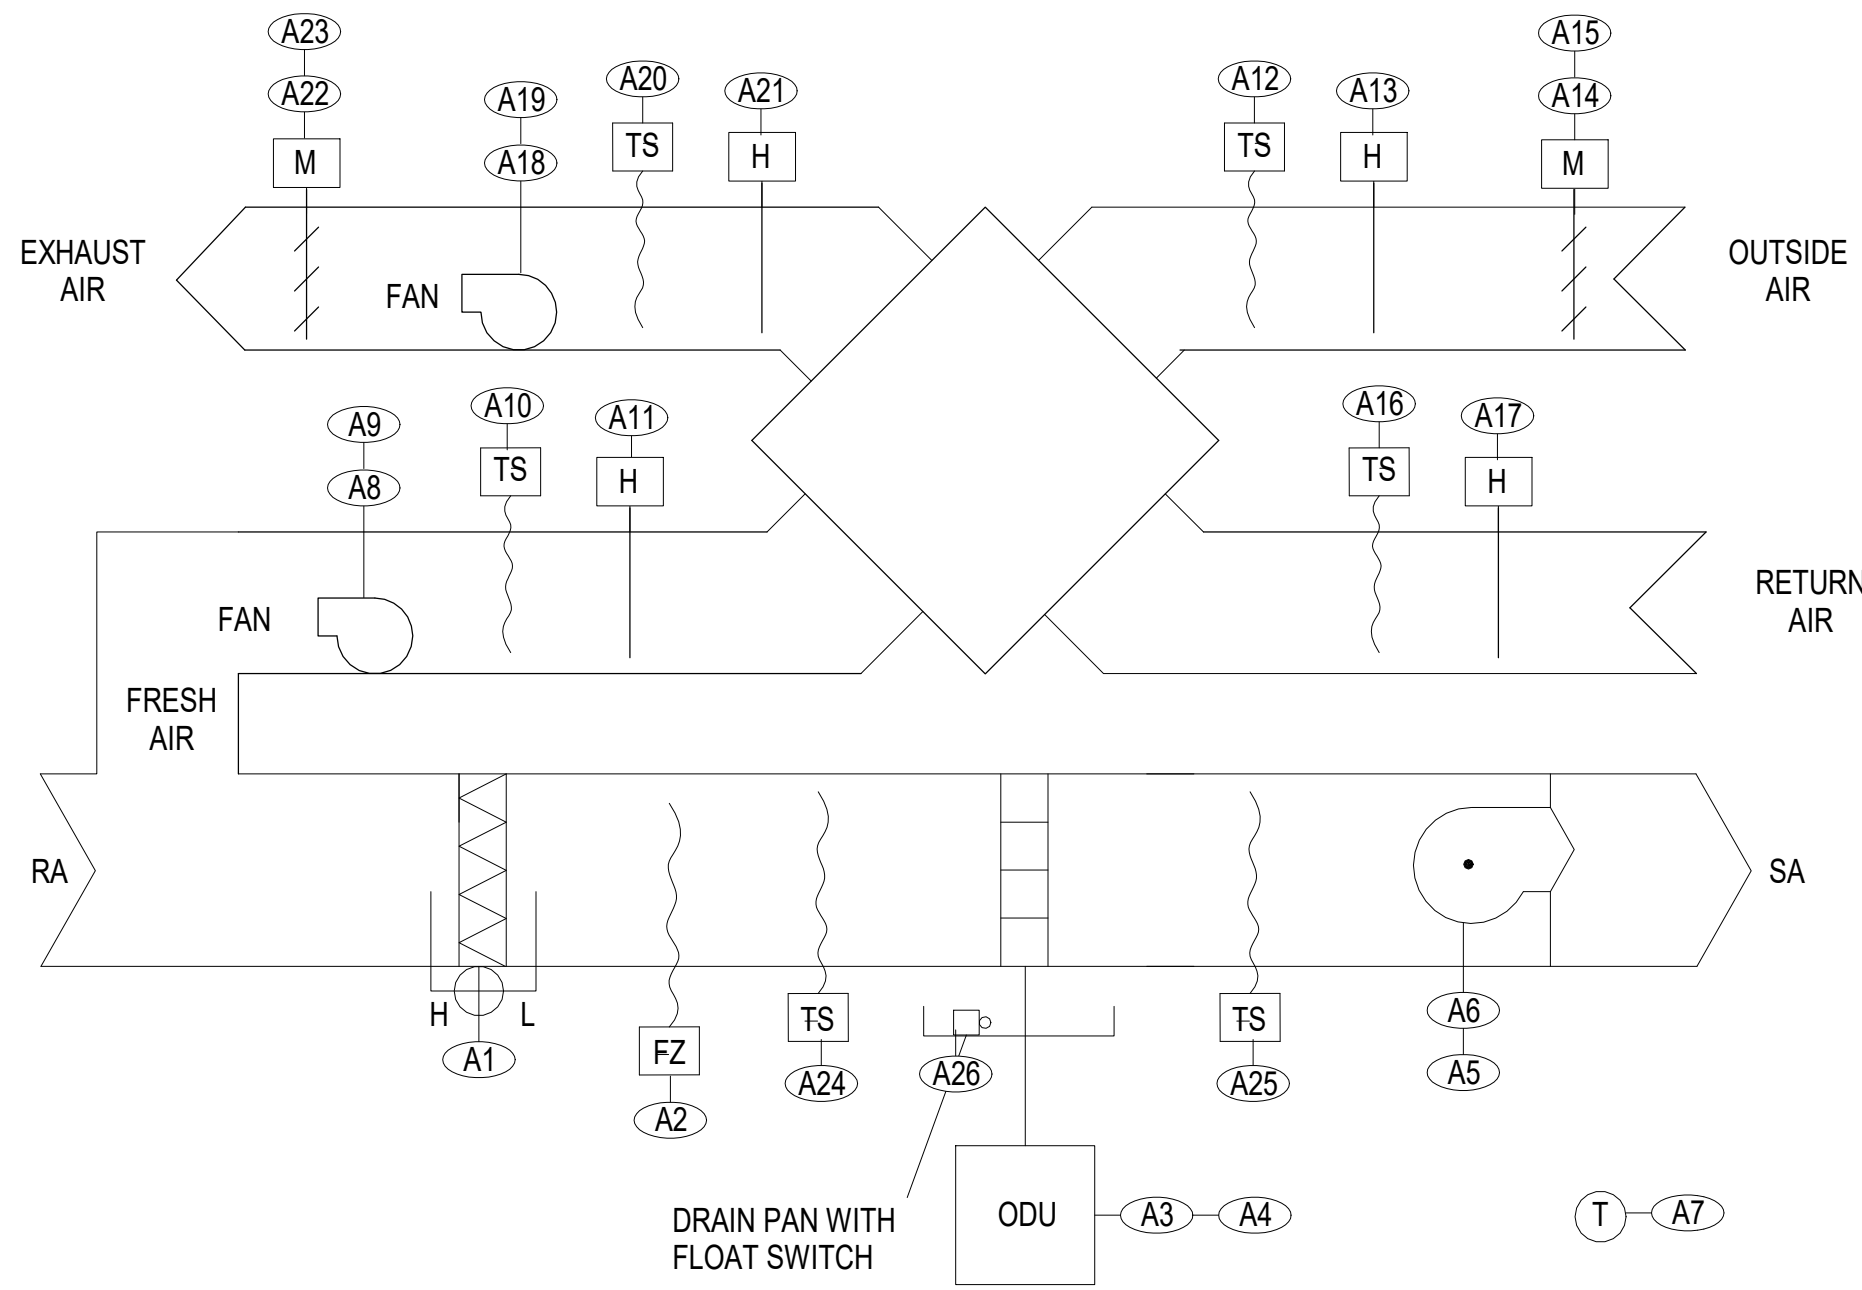 A23
A15
A22
A19
A20
A21
A12
A13
A14
M
A18
TS
H
TS
H
M
EXHAUST
AIR
FAN
OUTSIDE
AIR
A9
A10
A11
A16
A17
A8
TS
H
TS
H
FAN
RETURN
AIR
FRESH
AIR
RA
SA
H
L
A1
FZ
A2
TS
A24
A26
TS
A25
A6
A5
DRAIN PAN WITH
FLOAT SWITCH
ODU
A3
A4
T
A7